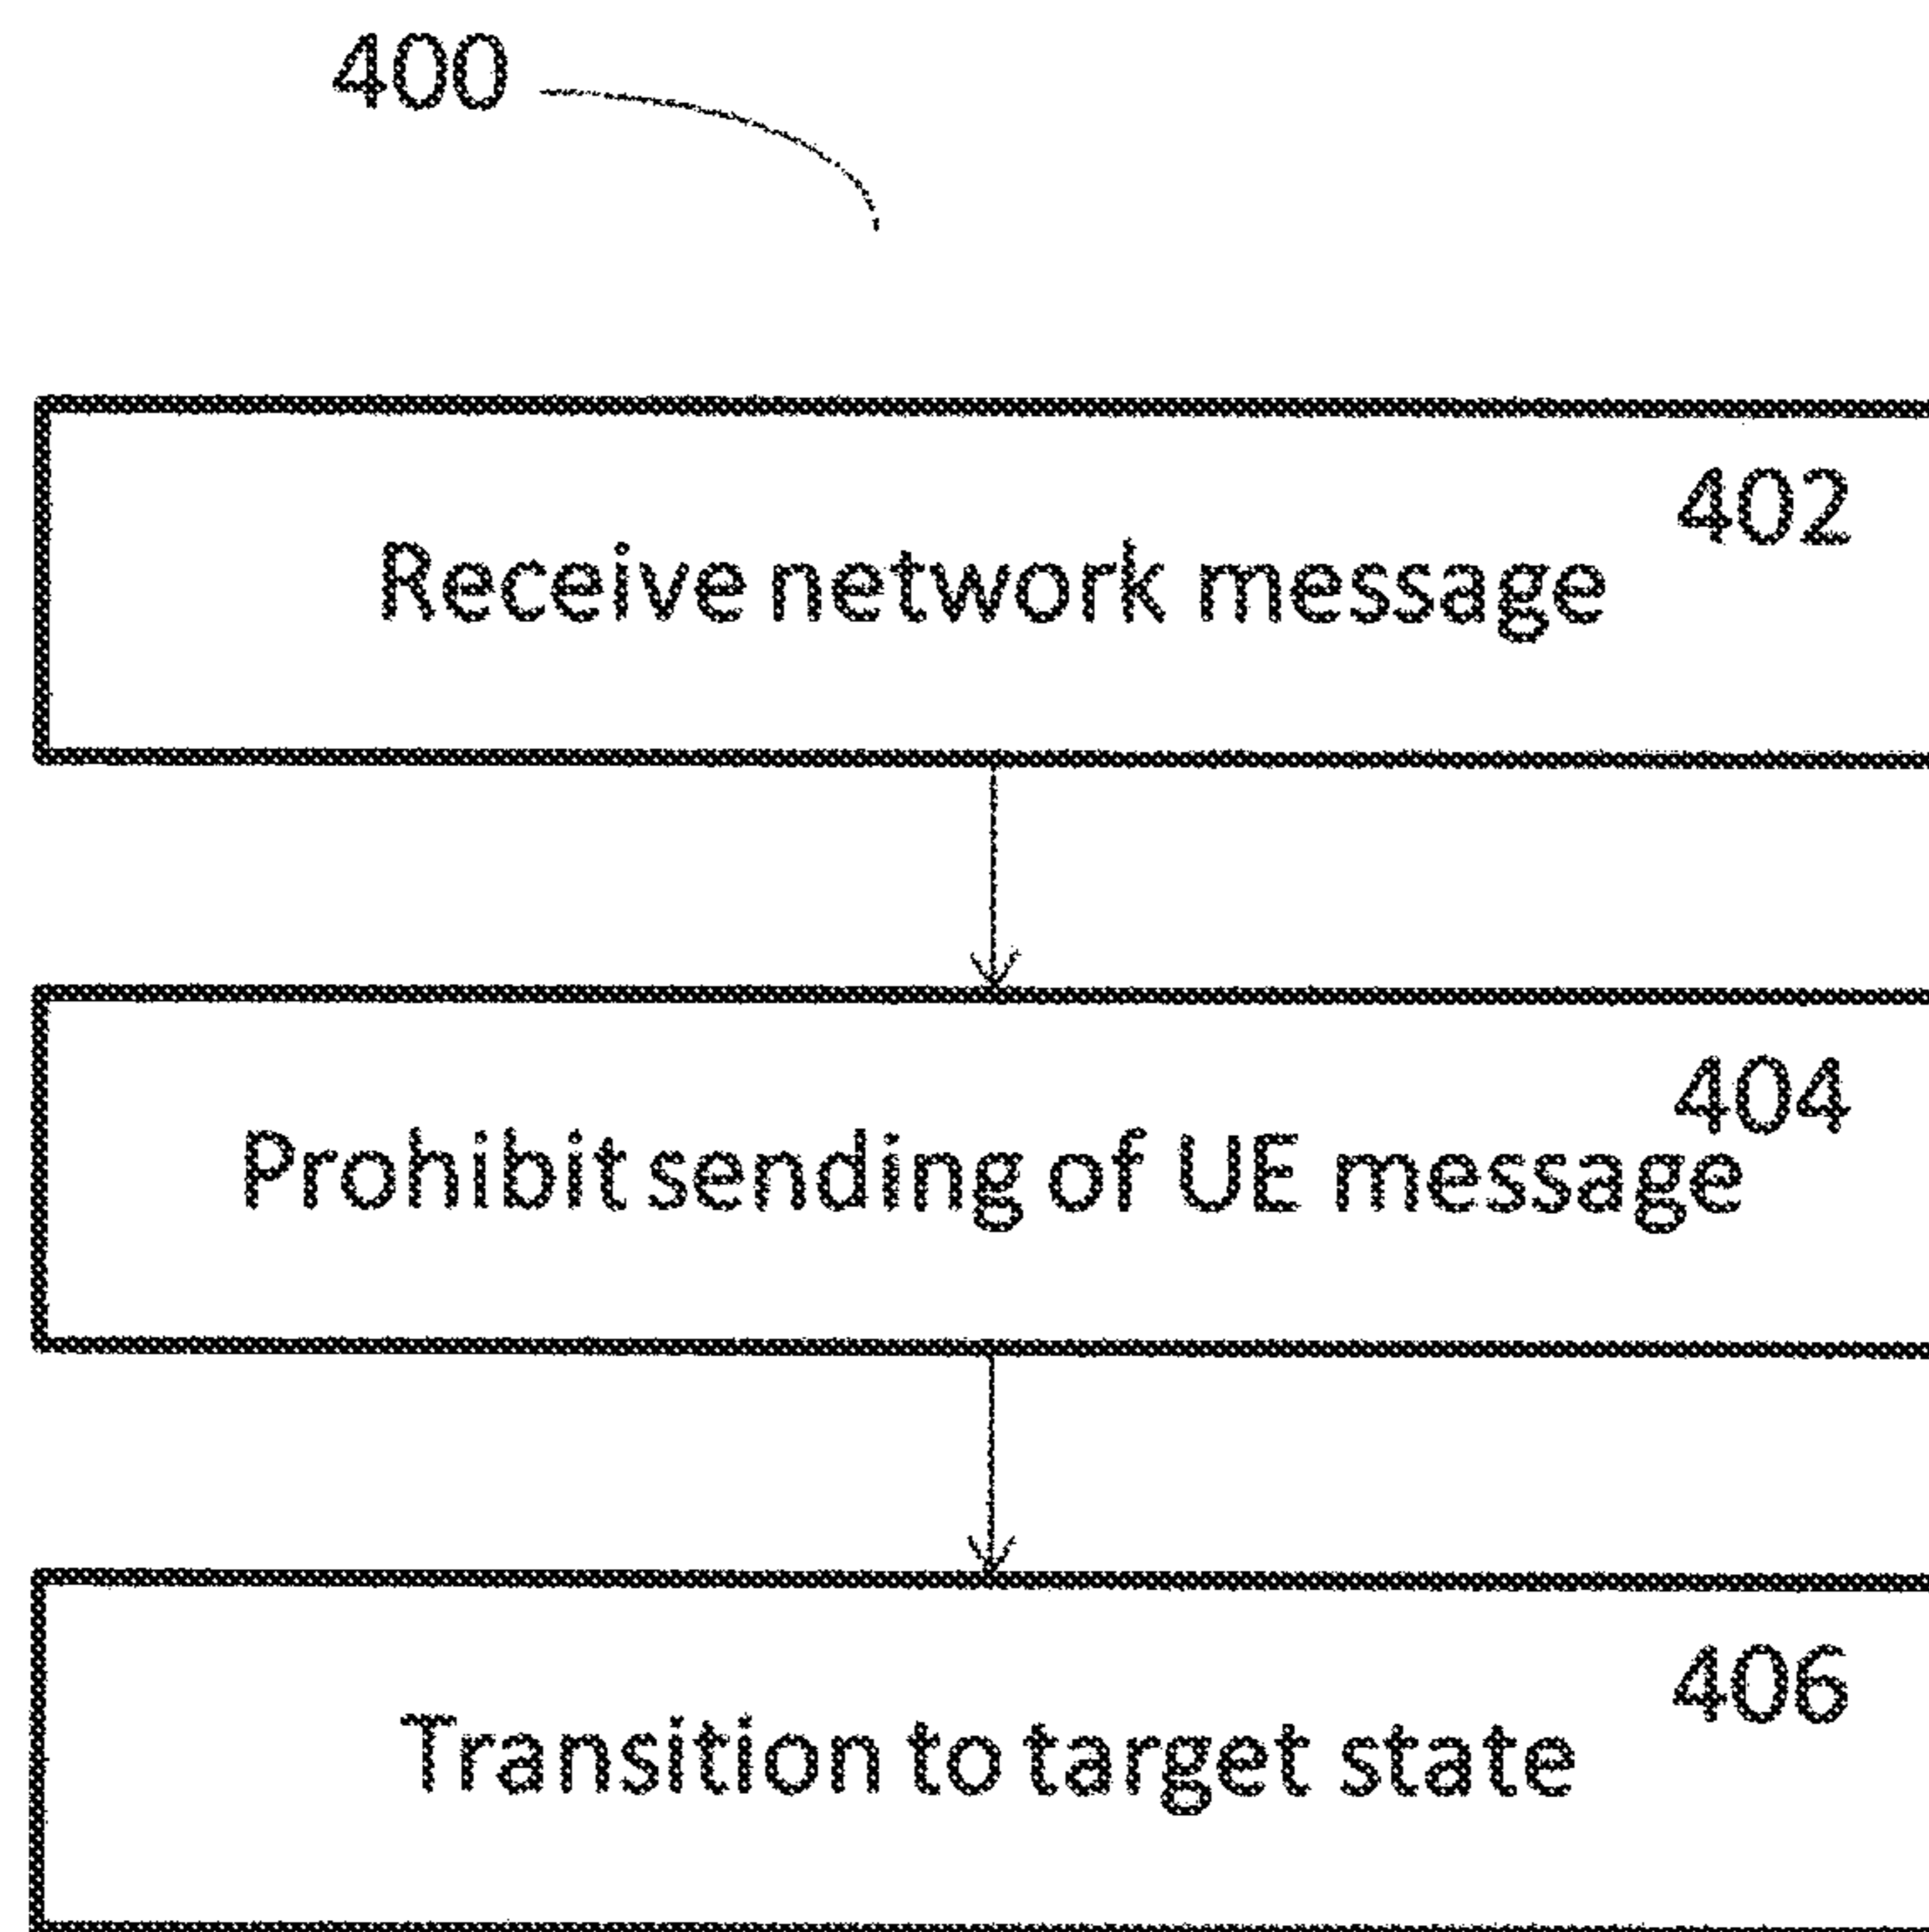 400
402
Receive network message
404
Prohibit sending of UE message
406
Transition to target state